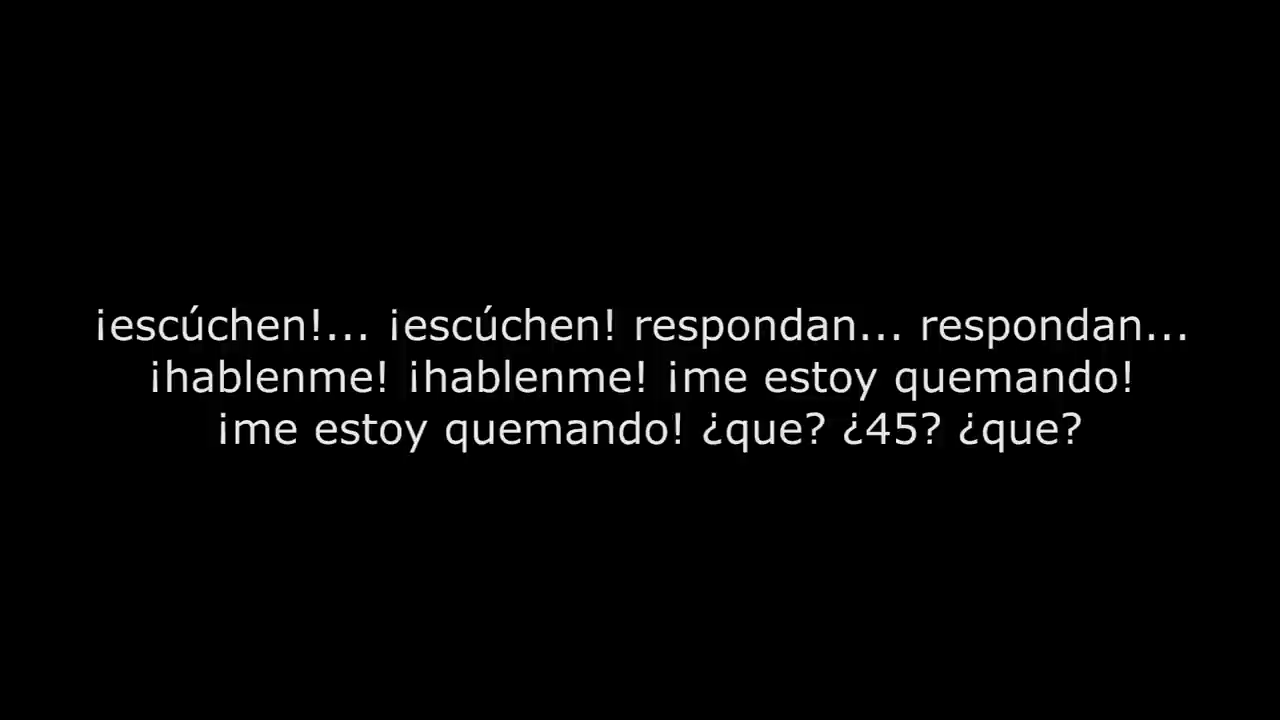 ¡escúchen!... ¡escúchen! respondan... respondan...
¡hablenme! ¡hablenme! ¡me estoy quemando!
¡me estoy quemando! ¿que? ¿45? ¿que?